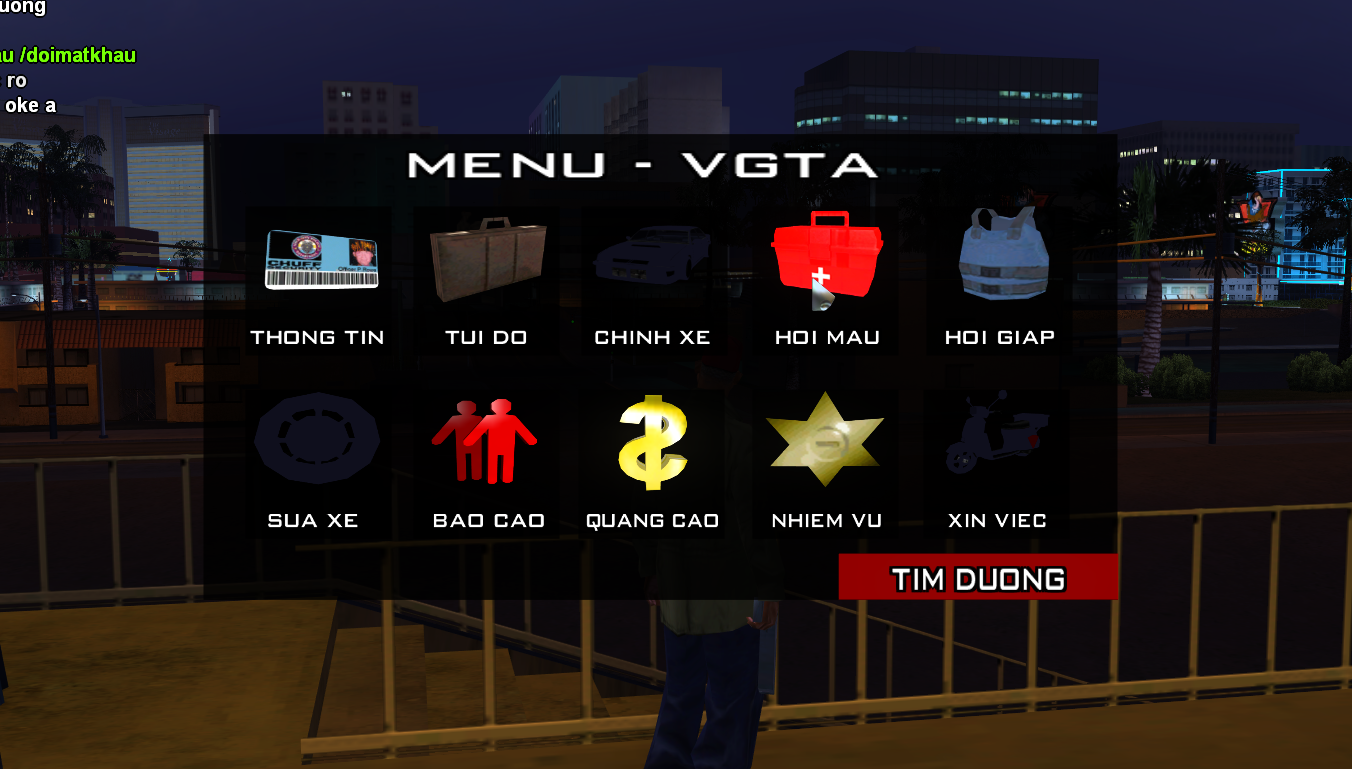 uong
au /doimatkhau
ro
oke a
MENU - VGTA
THONG TIN
TUI DO
CHINH XE
HOI MAU
HOI GIAP
SUA XE
BAO CAO
QUANG CAO
NHIEM VU
XIN VIEC
TIM DUONG